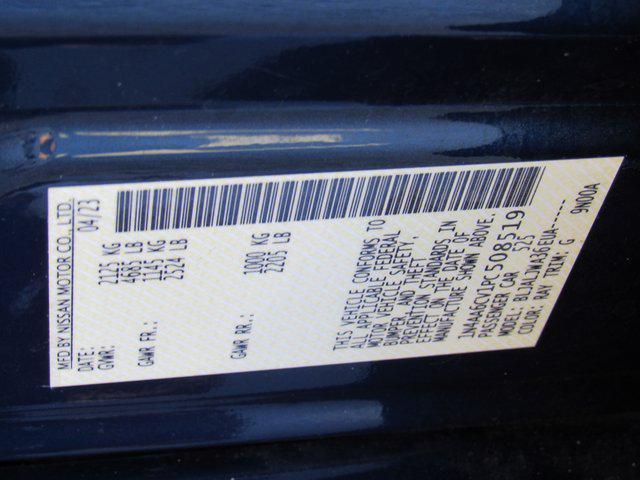 MFD.BY NISSAN MOTOR CO.,LTD.
DATE: 04/23
GVWR: 2125 KG
4685 LB
GAWR FR.: 1145 KG
2524 LB
GAWR RR.: 1000 KG
2205 LB
THIS VEHICLE CONFORMS TO
ALL APPLICABLE FEDERAL
MOTOR VEHICLE SAFETY,
BUMPER, AND THEFT
PREVENTION STANDARDS IN
EFFECT ON THE DATE OF
MANUFACTURE SHOWN ABOVE.
1N4AA6CV1PC508519
PASSENGER CAR S25
MODEL: BLJALJWA36EUA-----
COLOR: RAY TRIM: G 9N00A